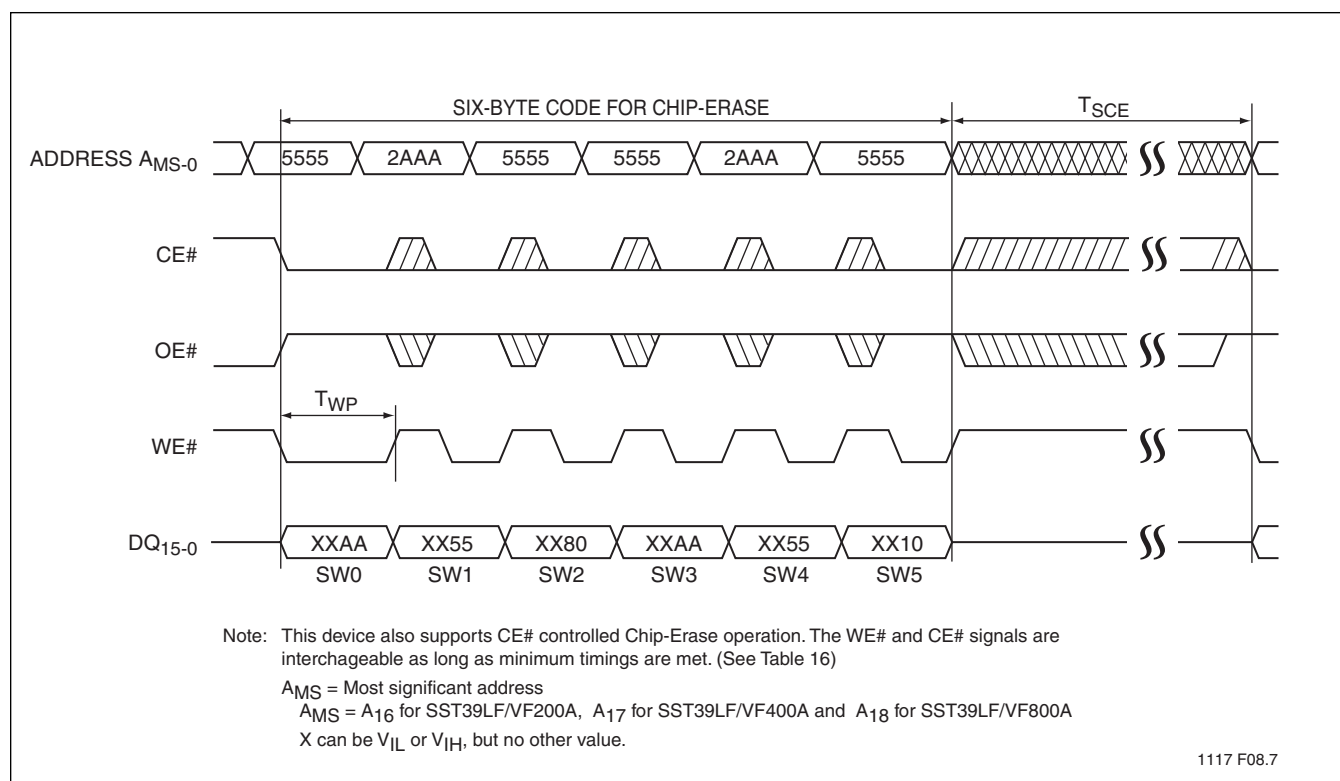 SIX-BYTE CODE FOR CHIP-ERASE
TSCE
ADDRESS AMS-0
5555 2AAA 5555 5555 2AAA 5555
CE#
OE#
TWP
WE#
DQ15-0
XXAA XX55 XX80 XXAA XX55 XX10
SW0 SW1 SW2 SW3 SW4 SW5
Note: This device also supports CE# controlled Chip-Erase operation. The WE# and CE# signals are
interchageable as long as minimum timings are met. (See Table 16)
AMS = Most significant address
AMS = A16 for SST39LF/VF200A, A17 for SST39LF/VF400A and A18 for SST39LF/VF800A
X can be VIL or VIH, but no other value.
1117 F08.7